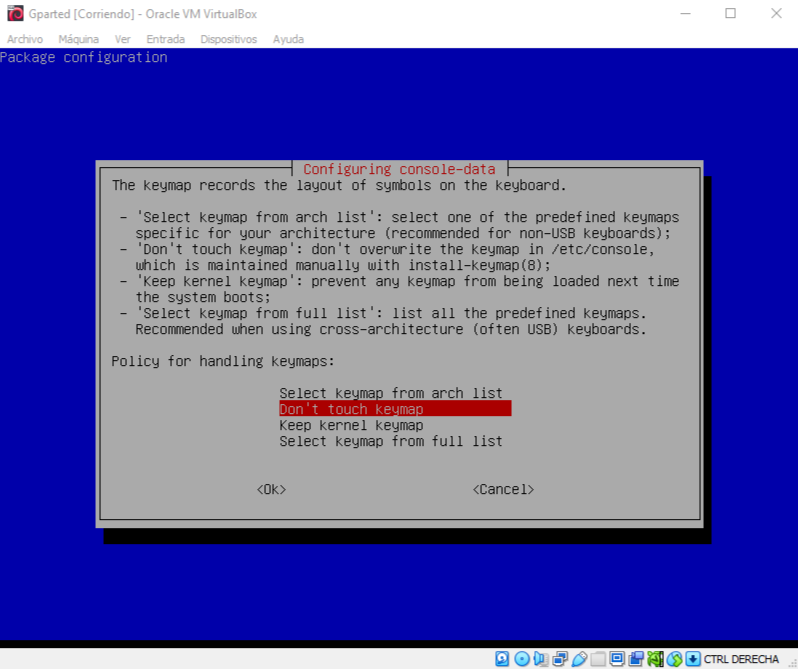 Gparted [Corriendo] - Oracle VM VirtualBox
Archivo Máquina Ver Entrada Dispositivos Ayuda
Package configuration
Configuring console-data
The keymap records the layout of symbols on the keyboard.
- 'Select keymap from arch list': select one of the predefined keymaps
specific for your architecture (recommended for non-USB keyboards);
- 'Don't touch keymap': don't overwrite the keymap in /etc/console,
which is maintained manually with install-keymap(8);
- 'Keep kernel keymap': prevent any keymap from being loaded next time
the system boots;
- 'Select keymap from full list': list all the predefined keymaps.
Recommended when using cross-architecture (often USB) keyboards.
Policy for handling keymaps:
Select keymap from arch list
Don't touch keymap
Keep kernel keymap
Select keymap from full list
<Ok> <Cancel>
CTRL DERECHA